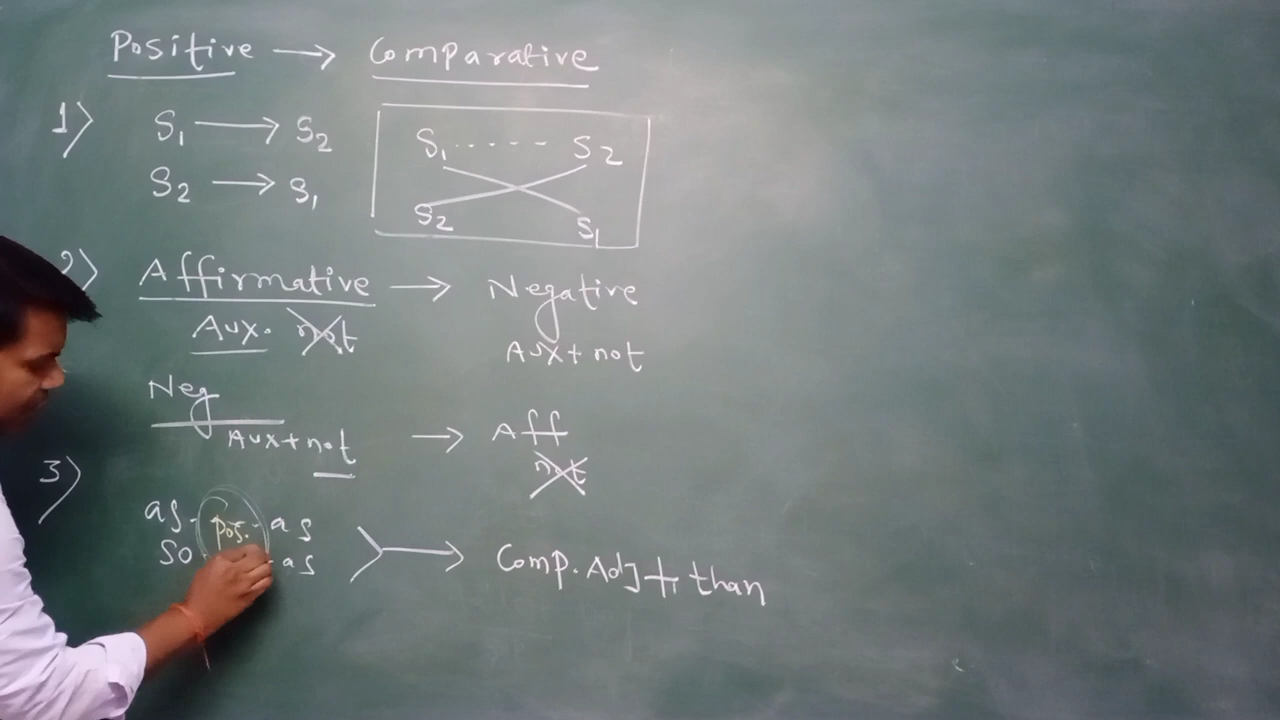 Positive → Comparative
1) S1 → S2
S2 → S1
S1 ----- S2
S2 S1
2) Affirmative → Negative
Aux. not
Aux + not
Neg
Aux + not → Aff
not
3)
as - Pos. - as
so - as
Comp. Adj + than